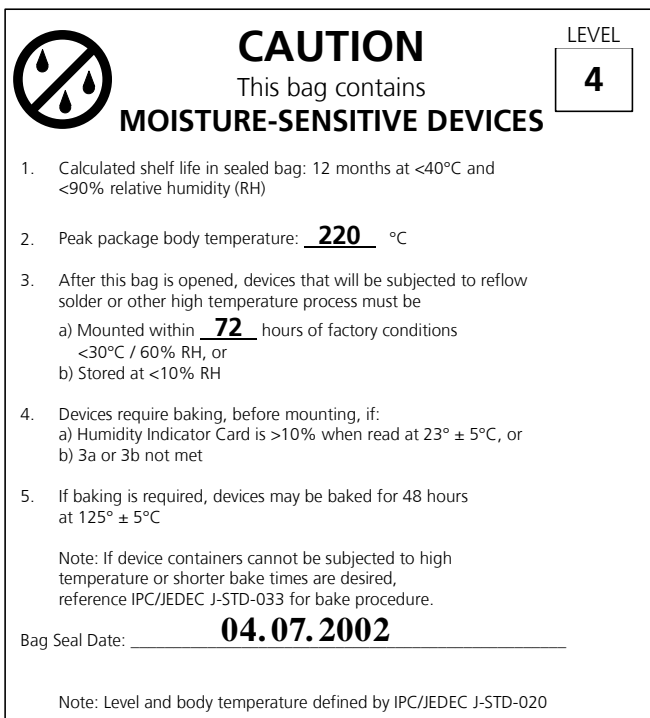 CAUTION
LEVEL
4
This bag contains
MOISTURE-SENSITIVE DEVICES
1. Calculated shelf life in sealed bag: 12 months at <40°C and
<90% relative humidity (RH)
2. Peak package body temperature: 220 °C
3. After this bag is opened, devices that will be subjected to reflow
solder or other high temperature process must be
a) Mounted within 72 hours of factory conditions
<30°C / 60% RH, or
b) Stored at <10% RH
4. Devices require baking, before mounting, if:
a) Humidity Indicator Card is >10% when read at 23° ± 5°C, or
b) 3a or 3b not met
5. If baking is required, devices may be baked for 48 hours
at 125° ± 5°C
Note: If device containers cannot be subjected to high
temperature or shorter bake times are desired,
reference IPC/JEDEC J-STD-033 for bake procedure.
Bag Seal Date: 04.07.2002
Note: Level and body temperature defined by IPC/JEDEC J-STD-020